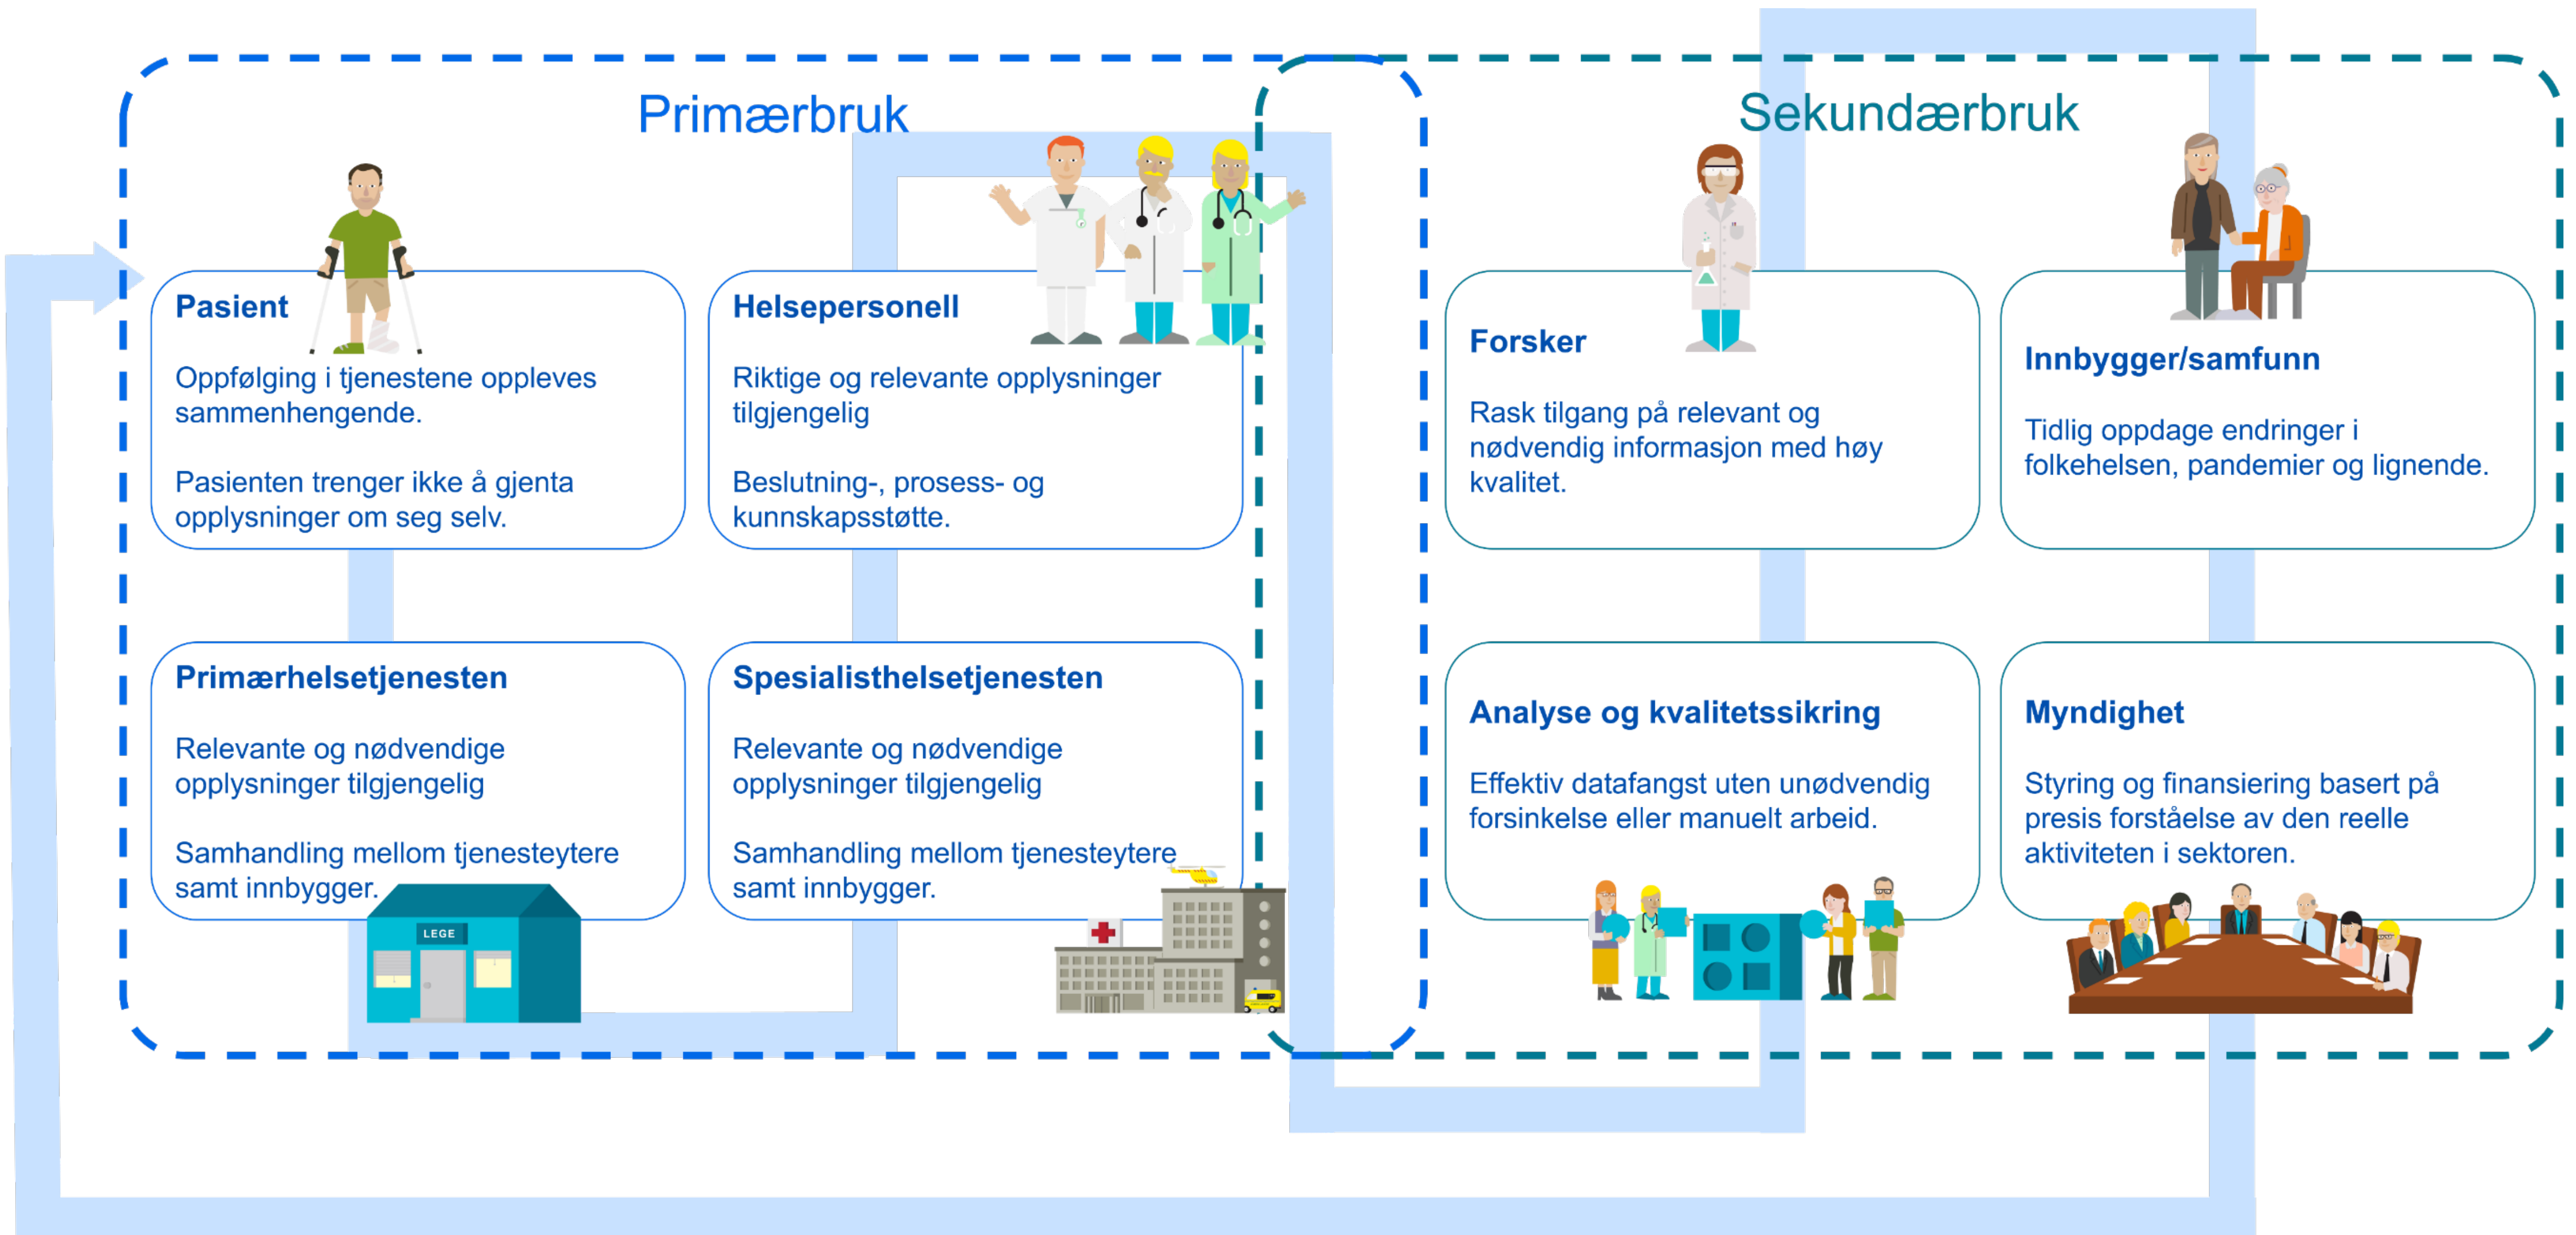 Primærbruk
Pasient
Oppfølging i tjenestene oppleves
sammenhengende.
Pasienten trenger ikke å gjenta
opplysninger om seg selv.
Helsepersonell
Riktige og relevante opplysninger
tilgjengelig
Beslutning-, prosess- og
kunnskapsstøtte.
Primærhelsetjenesten
Relevante og nødvendige
opplysninger tilgjengelig
Samhandling mellom tjenesteytere
samt innbygger.
LEGE
Spesialisthelsetjenesten
Relevante og nødvendige
opplysninger tilgjengelig
Samhandling mellom tjenesteytere
samt innbygger.
Sekundærbruk
Forsker
Rask tilgang på relevant og
nødvendig informasjon med høy
kvalitet.
Innbygger/samfunn
Tidlig oppdage endringer i
folkehelsen, pandemier og lignende.
Analyse og kvalitetssikring
Effektiv datafangst uten unødvendig
forsinkelse eller manuelt arbeid.
Myndighet
Styring og finansiering basert på
presis forståelse av den reelle
aktiviteten i sektoren.